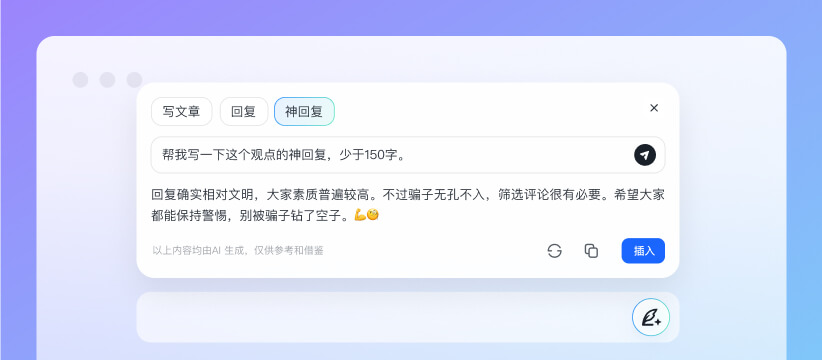 写文章 回复 神回复
帮我写一下这个观点的神回复，少于150字。
回复确实相对文明，大家素质普遍较高。不过骗子无孔不入，筛选评论很有必要。希望大家
都能保持警惕，别被骗子钻了空子。💪🧐
以上内容均由AI 生成，仅供参考和借鉴
插入